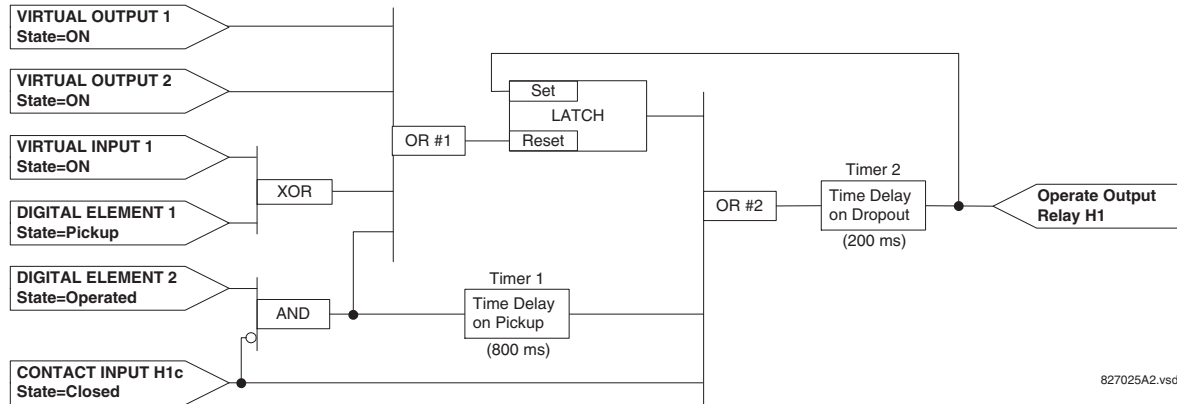 VIRTUAL OUTPUT 1
State=ON
VIRTUAL OUTPUT 2
State=ON
VIRTUAL INPUT 1
State=ON
DIGITAL ELEMENT 1
State=Pickup
DIGITAL ELEMENT 2
State=Operated
CONTACT INPUT H1c
State=Closed
XOR
AND
OR #1
Set
LATCH
Reset
Timer 1
Time Delay
on Pickup
(800 ms)
OR #2
Timer 2
Time Delay
on Dropout
(200 ms)
Operate Output
Relay H1
827025A2.vsd